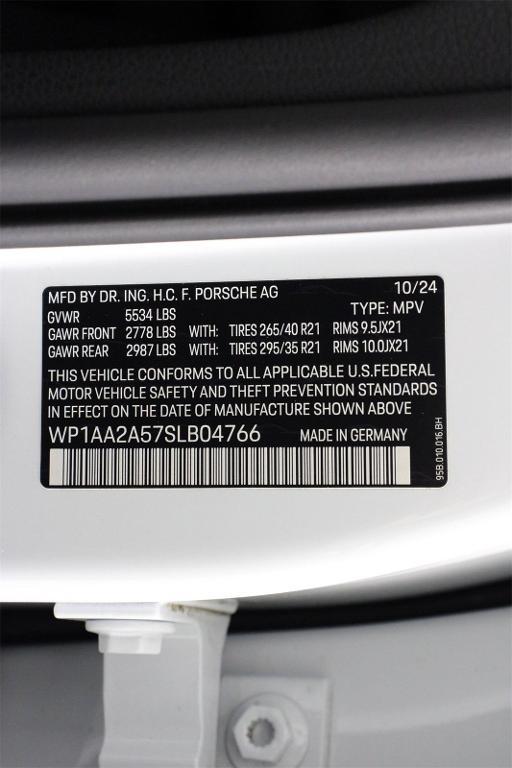 MFD BY DR. ING. H.C. F. PORSCHE AG 10/24
GVWR 5534 LBS TYPE: MPV
GAWR FRONT 2778 LBS WITH: TIRES 265/40 R21 RIMS 9.5JX21
GAWR REAR 2987 LBS WITH: TIRES 295/35 R21 RIMS 10.0JX21
THIS VEHICLE CONFORMS TO ALL APPLICABLE U.S.FEDERAL
MOTOR VEHICLE SAFETY AND THEFT PREVENTION STANDARDS
IN EFFECT ON THE DATE OF MANUFACTURE SHOWN ABOVE
WP1AA2A57SLB04766 MADE IN GERMANY
95B.010.016.BH